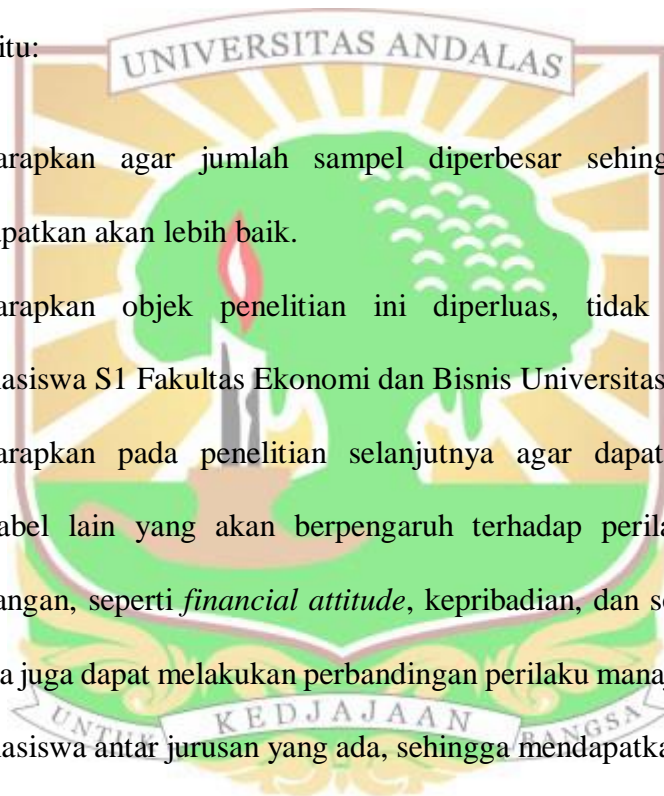 itu:
UNIVERSITAS ANDALAS
arapkan agar jumlah sampel diperbesar sehing
apatkan akan lebih baik.
arapkan objek penelitian ini diperluas, tidak
asiswa S1 Fakultas Ekonomi dan Bisnis Universitas
arapkan pada penelitian selanjutnya agar dapat
abel lain yang akan berpengaruh terhadap perila
angan, seperti financial attitude, kepribadian, dan s
a juga dapat melakukan perbandingan perilaku mana
UNTUK KEDJAJAAN BANGSA
asiswa antar jurusan yang ada, sehingga mendapatka